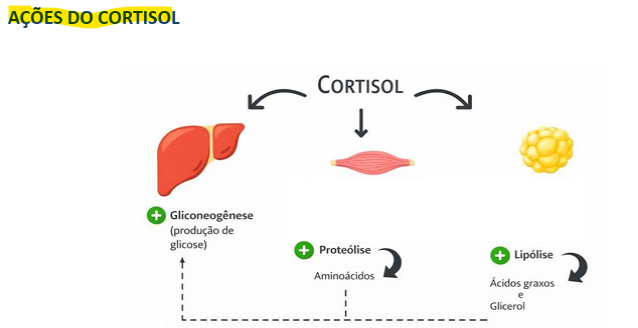 AÇÕES DO CORTISOL
CORTISOL
Gliconeogênese
(produção de
glicose)
Proteólise
Aminoácidos
Lipólise
Ácidos graxos
e
Glicerol